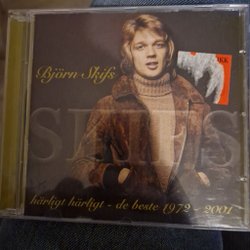 Björn Skifs
SKIFS
härligt härligt - de beste 1972 - 2001